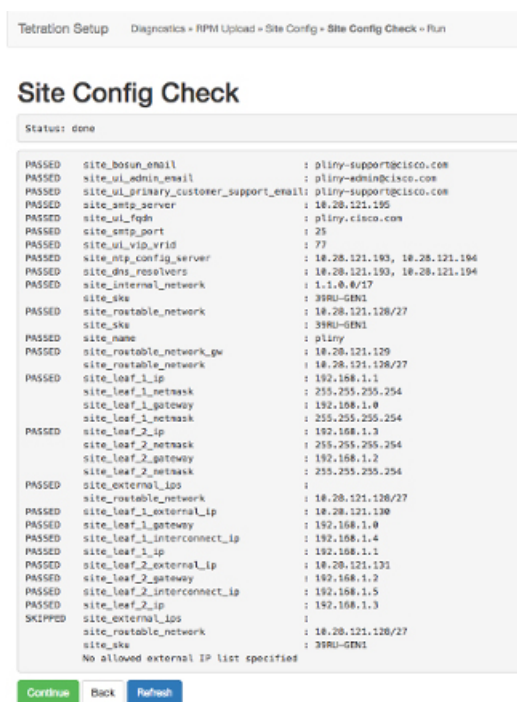 Tetration Setup Diagnostics » RPM Upload » Site Config » Site Config Check » Run
Site Config Check
Status: done
PASSED site_bosun_email : pliny-support@cisco.com
PASSED site_ui_admin_email : pliny-admin@cisco.com
PASSED site_ui_primary_customer_support_email: pliny-support@cisco.com
PASSED site_smtp_server : 10.28.121.195
PASSED site_ui_fqdn : pliny.cisco.com
PASSED site_smtp_port : 25
PASSED site_ui_vip_vrid : 77
PASSED site_ntp_config_server : 10.28.121.193, 10.28.121.194
PASSED site_dns_resolvers : 10.28.121.193, 10.28.121.194
PASSED site_internal_network : 1.1.0.0/17
site_sku : 39RU-GEN1
PASSED site_routable_network : 10.28.121.128/27
site_sku : 39RU-GEN1
PASSED site_name : pliny
PASSED site_routable_network_gw : 10.28.121.129
site_routable_network : 10.28.121.128/27
PASSED site_leaf_1_ip : 192.168.1.1
site_leaf_1_netmask : 255.255.255.254
site_leaf_1_gateway : 192.168.1.0
site_leaf_1_netmask : 255.255.255.254
PASSED site_leaf_2_ip : 192.168.1.3
site_leaf_2_netmask : 255.255.255.254
site_leaf_2_gateway : 192.168.1.2
site_leaf_2_netmask : 255.255.255.254
PASSED site_external_ips :
site_routable_network : 10.28.121.128/27
PASSED site_leaf_1_external_ip : 10.28.121.130
PASSED site_leaf_1_gateway : 192.168.1.0
PASSED site_leaf_1_interconnect_ip : 192.168.1.4
PASSED site_leaf_1_ip : 192.168.1.1
PASSED site_leaf_2_external_ip : 10.28.121.131
PASSED site_leaf_2_gateway : 192.168.1.2
PASSED site_leaf_2_interconnect_ip : 192.168.1.5
PASSED site_leaf_2_ip : 192.168.1.3
SKIPPED site_external_ips :
site_routable_network : 10.28.121.128/27
site_sku : 39RU-GEN1
No allowed external IP list specified
Continue Back Refresh